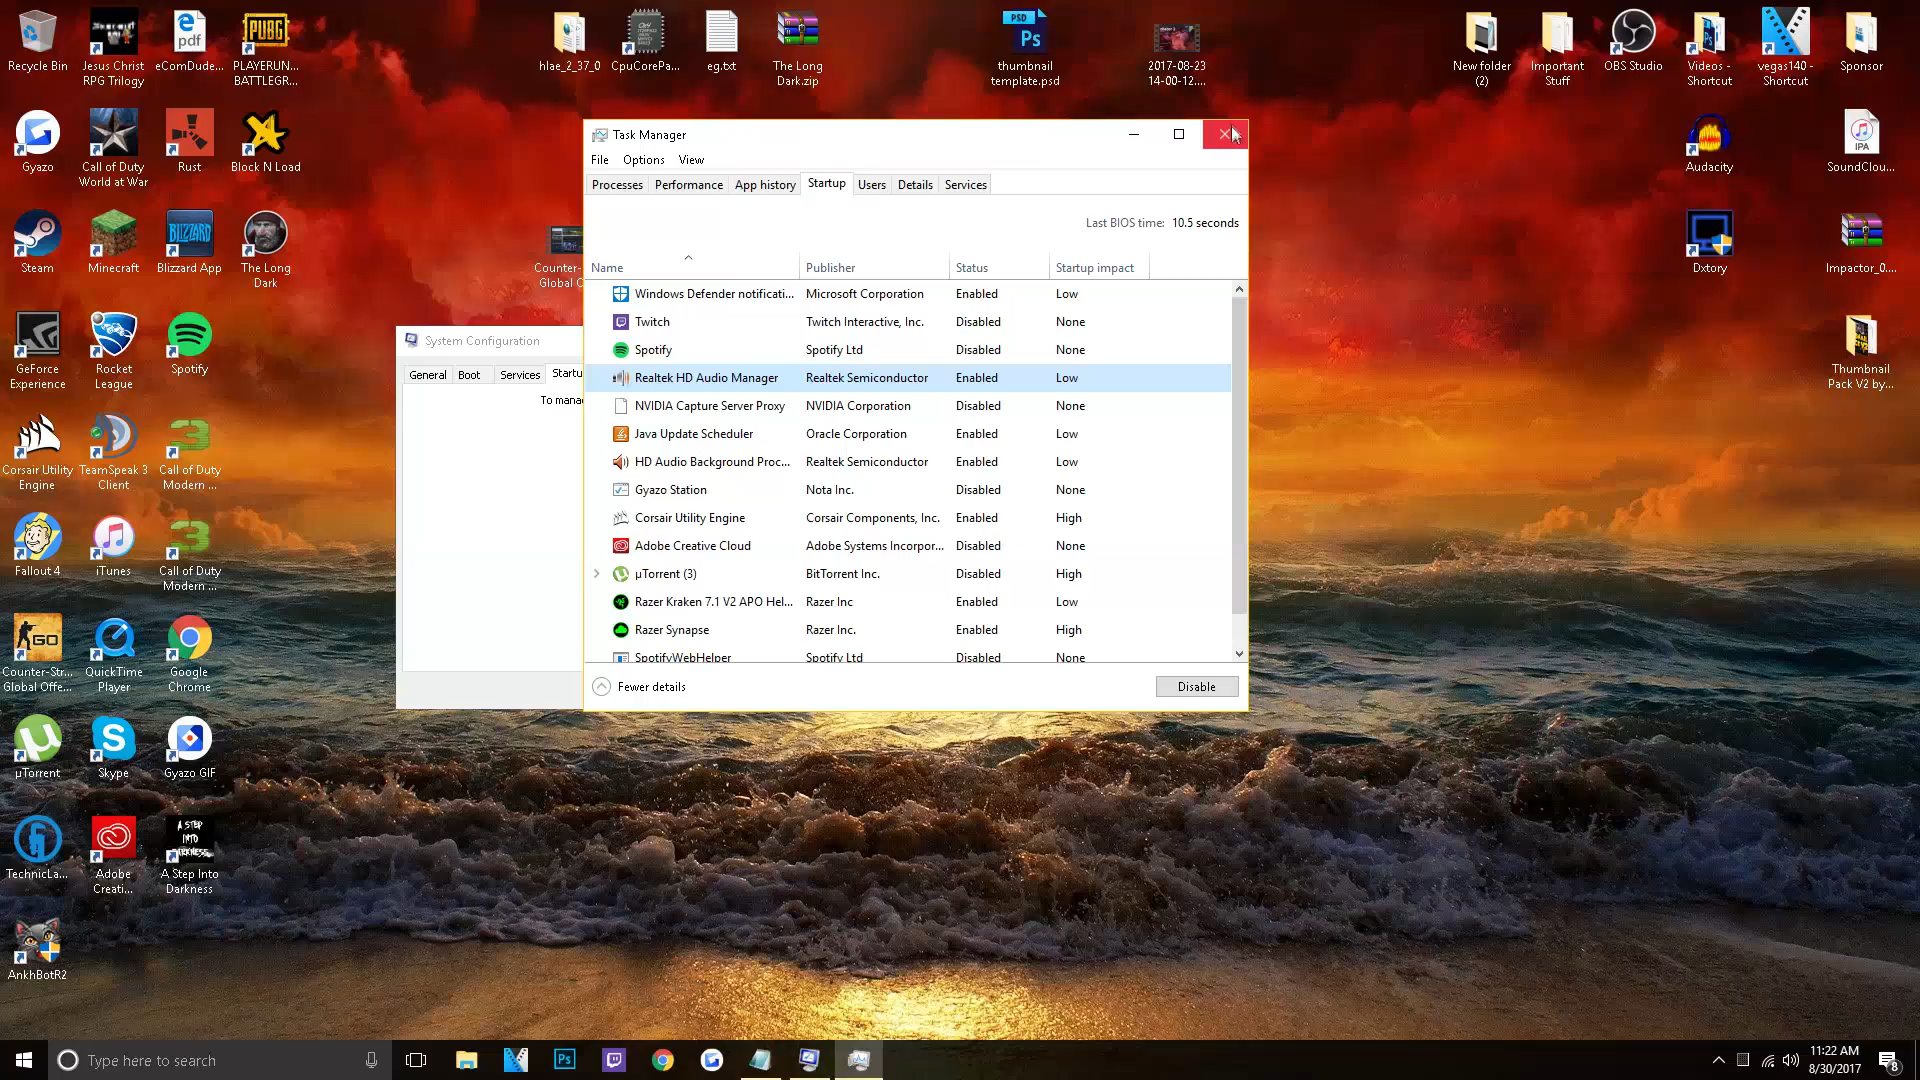 Recycle Bin
Jesus Christ
RPG Trilogy
eComDude...
PLAYERUN...
BATTLEGR...
hlae_2_37_0
CpuCorePa...
eg.txt
The Long
Dark.zip
thumbnail
template.psd
2017-08-23
14-00-12....
New folder
(2)
Important
Stuff
OBS Studio
Videos -
Shortcut
vegas140 -
Shortcut
Sponsor
Gyazo
Call of Duty
World at War
Rust
Block N Load
Audacity
SoundClou...
Steam
Minecraft
Blizzard App
The Long
Dark
Counter-
Global O
Dxtory
Impactor_0....
GeForce
Experience
Rocket
League
Spotify
Thumbnail
Pack V2 by...
Corsair Utility
Engine
TeamSpeak 3
Client
Call of Duty
Modern ...
Fallout 4
iTunes
Call of Duty
Modern ...
Counter-Str...
Global Offe...
QuickTime
Player
Google
Chrome
µTorrent
Skype
Gyazo GIF
TechnicLa...
Adobe
Creati...
A Step Into
Darkness
AnkhBotR2
System Configuration
General Boot Services Startu
To mana
Task Manager
File Options View
Processes Performance App history Startup Users Details Services
Last BIOS time: 10.5 seconds
Name Publisher Status Startup impact
Windows Defender notificati... Microsoft Corporation Enabled Low
Twitch Twitch Interactive, Inc. Disabled None
Spotify Spotify Ltd Disabled None
Realtek HD Audio Manager Realtek Semiconductor Enabled Low
NVIDIA Capture Server Proxy NVIDIA Corporation Disabled None
Java Update Scheduler Oracle Corporation Enabled Low
HD Audio Background Proc... Realtek Semiconductor Enabled Low
Gyazo Station Nota Inc. Disabled None
Corsair Utility Engine Corsair Components, Inc. Enabled High
Adobe Creative Cloud Adobe Systems Incorpor... Disabled None
µTorrent (3) BitTorrent Inc. Disabled High
Razer Kraken 7.1 V2 APO Hel... Razer Inc Enabled Low
Razer Synapse Razer Inc. Enabled High
SpotifyWebHelper Spotify Ltd Disabled None
Fewer details Disable
Type here to search
11:22 AM
8/30/2017
8